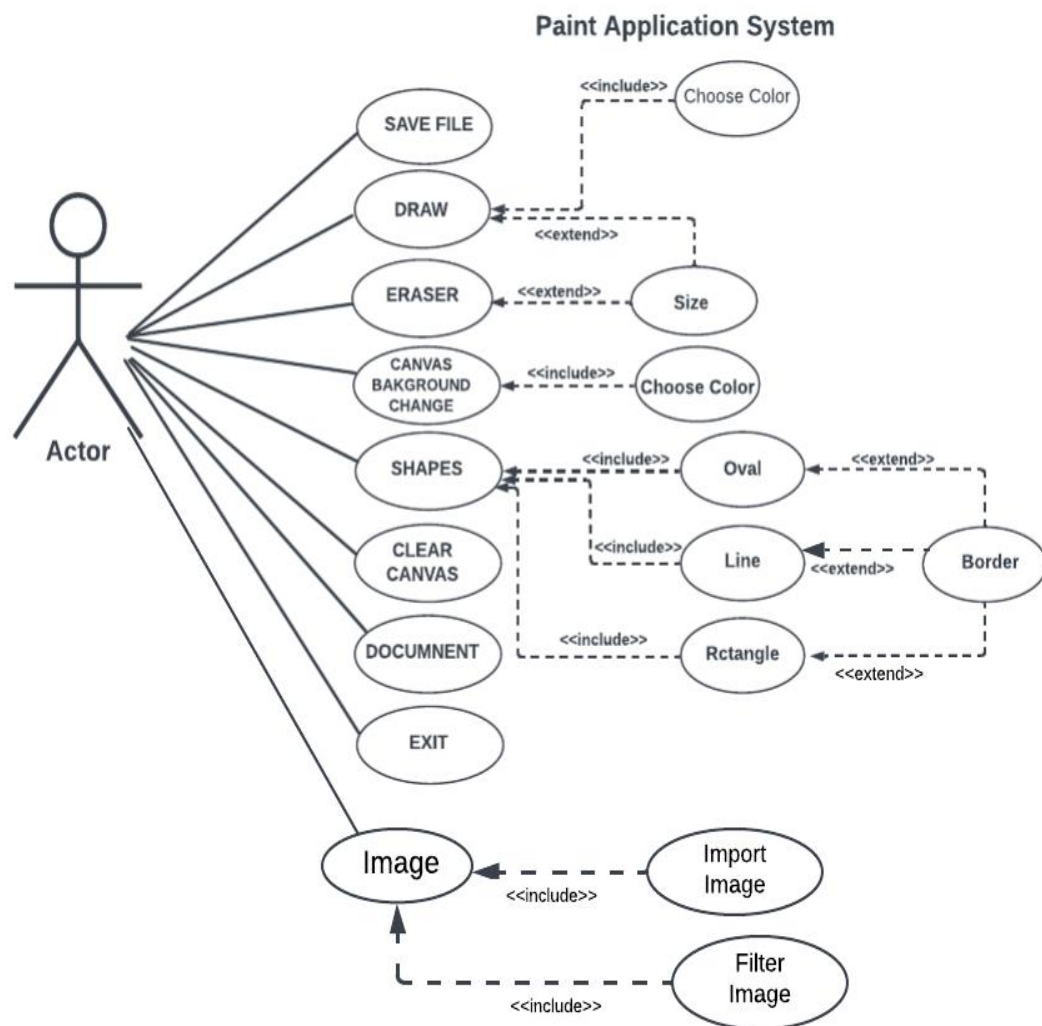 Paint Application System
<<include>>
Choose Color
SAVE FILE
DRAW
<<extend>>
ERASER
<<extend>>
Size
CANVAS
BAKGROUND
CHANGE
<<include>>
Choose Color
Actor
SHAPES
<<include>>
Oval
<<extend>>
CLEAR
CANVAS
<<include>>
Line
<<extend>>
Border
DOCUMNENT
<<include>>
Rctangle
<<extend>>
EXIT
Image
<<include>>
Import
Image
<<include>>
Filter
Image